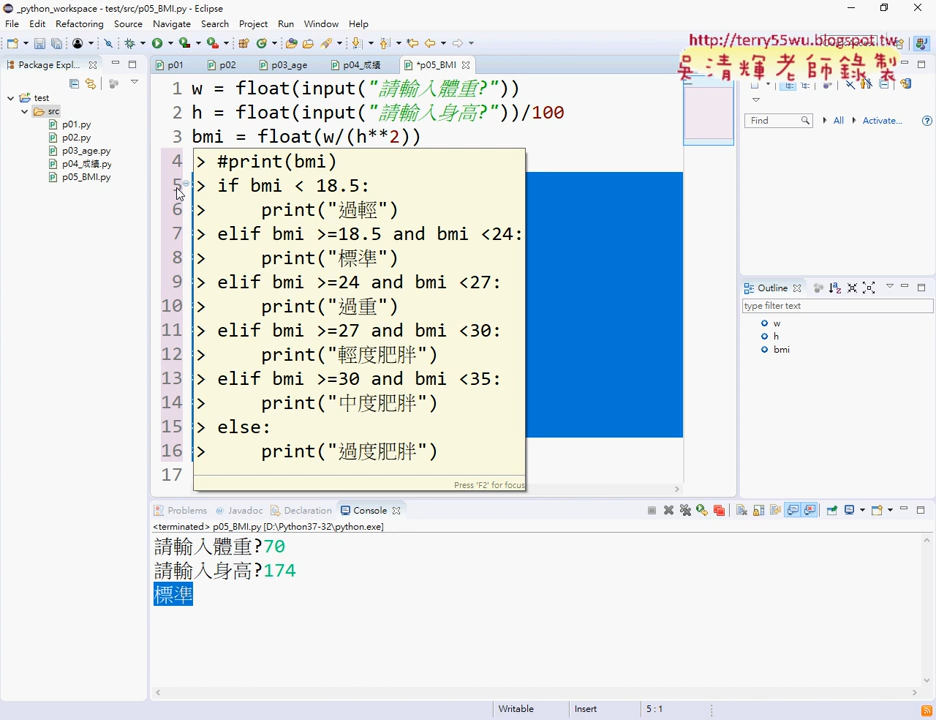 _python_workspace - test/src/p05_BMI.py - Eclipse
File Edit Refactoring Source Navigate Search Project Run Window Help
http://terry55wu.blogspot.tw
吳清輝老師錄製
Package Expl...
p01 p02 p03_age p04_成績 *p05_BMI
test
src
p01.py
p02.py
p03_age.py
p04_成績.py
p05_BMI.py
1 w = float(input("請輸入體重?"))
2 h = float(input("請輸入身高?"))/100
3 bmi = float(w/(h**2))
4 > #print(bmi)
5 > if bmi < 18.5:
6 > print("過輕")
7 > elif bmi >=18.5 and bmi <24:
8 > print("標準")
9 > elif bmi >=24 and bmi <27:
10 > print("過重")
11 > elif bmi >=27 and bmi <30:
12 > print("輕度肥胖")
13 > elif bmi >=30 and bmi <35:
14 > print("中度肥胖")
15 > else:
16 > print("過度肥胖")
17
Press 'F2' for focus
Find All Activate...
Outline
type filter text
w
h
bmi
Problems Javadoc Declaration Console
<terminated> p05_BMI.py [D:\Python37-32\python.exe]
請輸入體重?70
請輸入身高?174
標準
Writable Insert 5 : 1